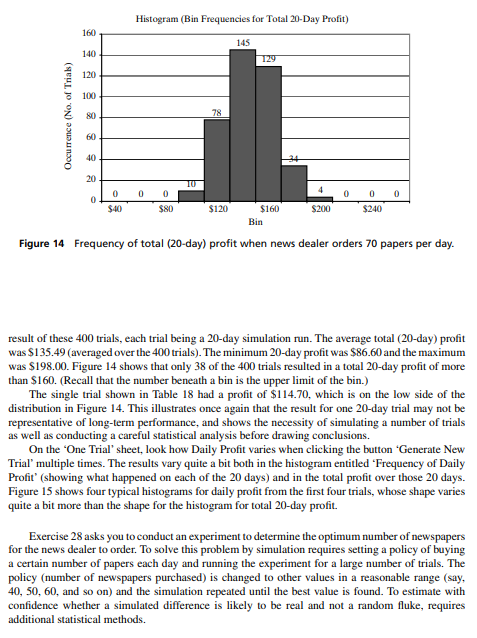 Histogram (Bin Frequencies for Total 20-Day Profit)
Occurrence (No. of Trials)
160
140
120
100
80
60
40
20
0
0 0 0 10 78 145 129 34 4 0 0 0
$40 $80 $120 $160 $200 $240
Bin
Figure 14 Frequency of total (20-day) profit when news dealer orders 70 papers per day.
result of these 400 trials, each trial being a 20-day simulation run. The average total (20-day) profit
was $135.49 (averaged over the 400 trials). The minimum 20-day profit was $86.60 and the maximum
was $198.00. Figure 14 shows that only 38 of the 400 trials resulted in a total 20-day profit of more
than $160. (Recall that the number beneath a bin is the upper limit of the bin.)
The single trial shown in Table 18 had a profit of $114.70, which is on the low side of the
distribution in Figure 14. This illustrates once again that the result for one 20-day trial may not be
representative of long-term performance, and shows the necessity of simulating a number of trials
as well as conducting a careful statistical analysis before drawing conclusions.
On the ‘One Trial’ sheet, look how Daily Profit varies when clicking the button ‘Generate New
Trial’ multiple times. The results vary quite a bit both in the histogram entitled ‘Frequency of Daily
Profit’ (showing what happened on each of the 20 days) and in the total profit over those 20 days.
Figure 15 shows four typical histograms for daily profit from the first four trials, whose shape varies
quite a bit more than the shape for the histogram for total 20-day profit.
Exercise 28 asks you to conduct an experiment to determine the optimum number of newspapers
for the news dealer to order. To solve this problem by simulation requires setting a policy of buying
a certain number of papers each day and running the experiment for a large number of trials. The
policy (number of newspapers purchased) is changed to other values in a reasonable range (say,
40, 50, 60, and so on) and the simulation repeated until the best value is found. To estimate with
confidence whether a simulated difference is likely to be real and not a random fluke, requires
additional statistical methods.